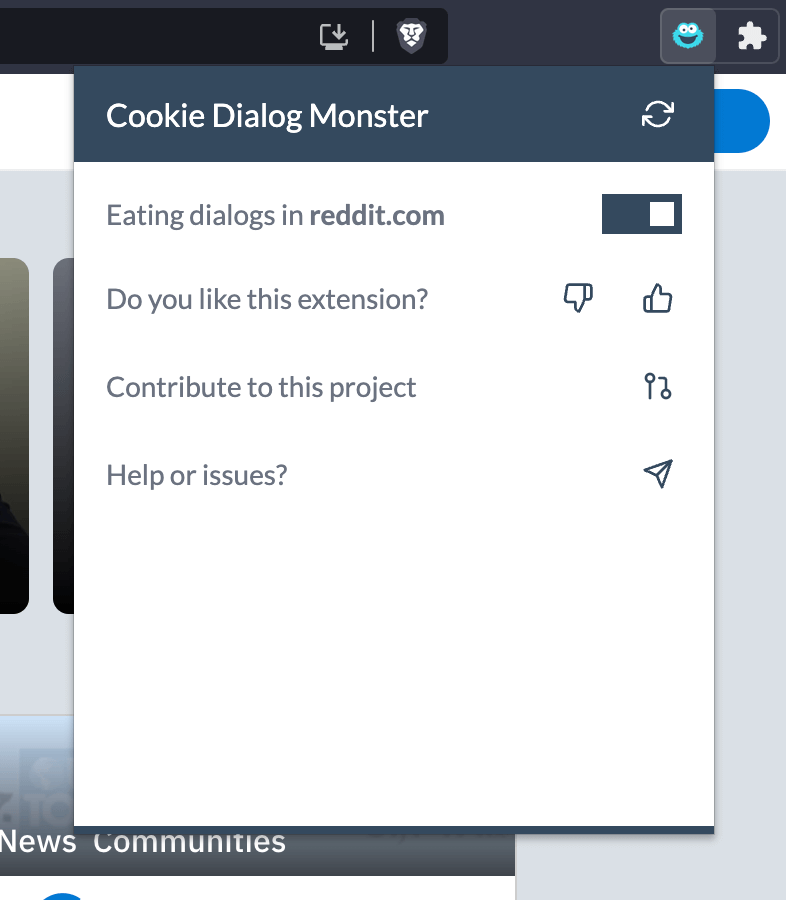 Cookie Dialog Monster
Eating dialogs in reddit.com
Do you like this extension?
Contribute to this project
Help or issues?
TO
News Communities